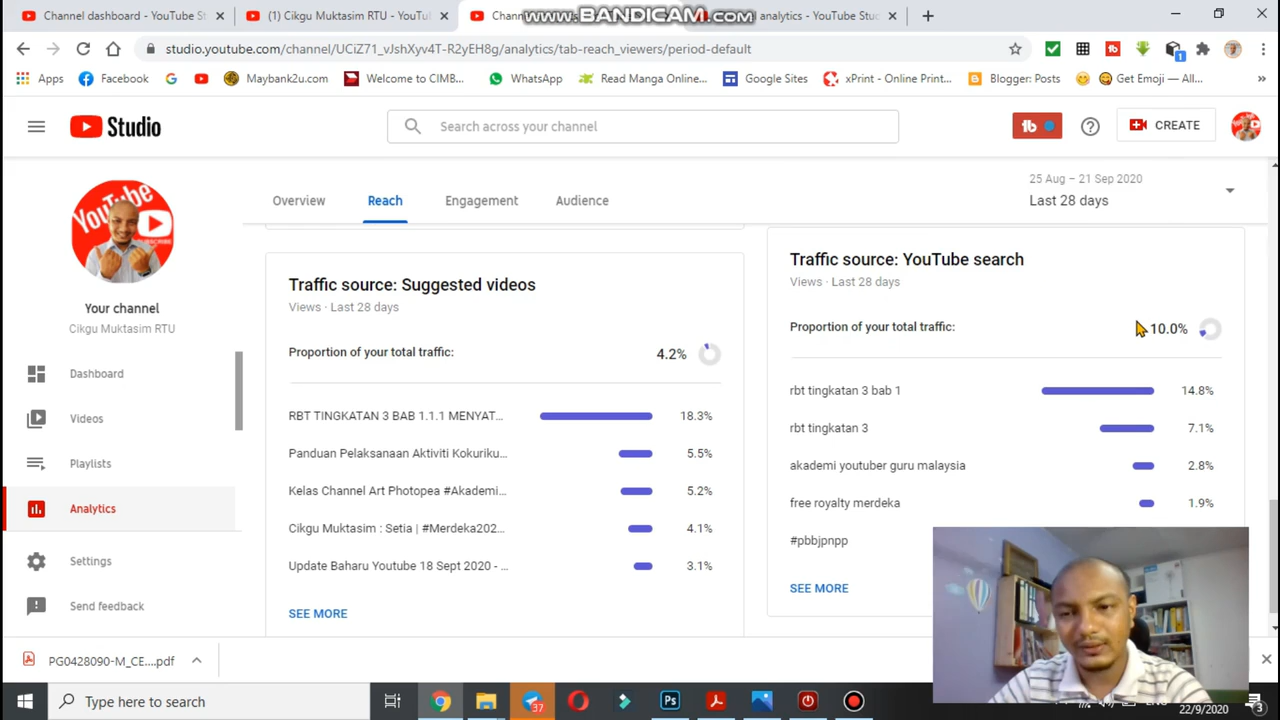 Channel dashboard - YouTube St
(1) Cikgu Muktasim RTU - YouTu
Chann
www.BANDICAM.com
analytics - YouTube Stud
studio.youtube.com/channel/UCiZ71_vJshXyv4T-R2yEH8g/analytics/tab-reach_viewers/period-default
Apps
Facebook
Maybank2u.com
Welcome to CIMB...
WhatsApp
Read Manga Online...
Google Sites
xPrint - Online Print...
Blogger: Posts
Get Emoji — All...
Studio
Search across your channel
tb
CREATE
Overview
Reach
Engagement
Audience
25 Aug – 21 Sep 2020
Last 28 days
YouTube
SUBSCRIBE
Your channel
Cikgu Muktasim RTU
Dashboard
Videos
Playlists
Analytics
Settings
Send feedback
Traffic source: Suggested videos
Views · Last 28 days
Proportion of your total traffic: 4.2%
RBT TINGKATAN 3 BAB 1.1.1 MENYAT... 18.3%
Panduan Pelaksanaan Aktiviti Kokuriku... 5.5%
Kelas Channel Art Photopea #Akademi... 5.2%
Cikgu Muktasim : Setia | #Merdeka202... 4.1%
Update Baharu Youtube 18 Sept 2020 - ... 3.1%
SEE MORE
Traffic source: YouTube search
Views · Last 28 days
Proportion of your total traffic: 10.0%
rbt tingkatan 3 bab 1 14.8%
rbt tingkatan 3 7.1%
akademi youtuber guru malaysia 2.8%
free royalty merdeka 1.9%
#pbbjpnpp
SEE MORE
PG0428090-M_CE....pdf
Type here to search
37
Ps
22/9/2020
3